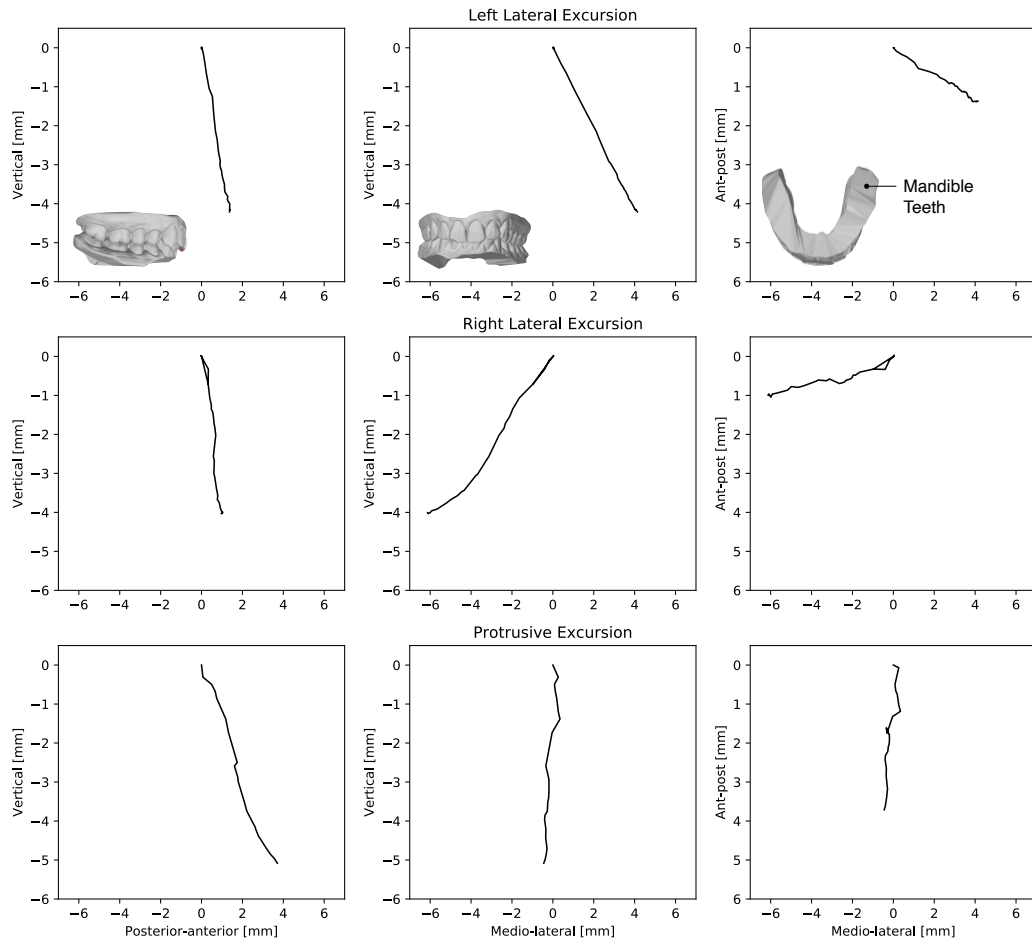 Left Lateral Excursion
0
−1
−2
−3
−4
−5
−6
Vertical [mm]
−6 −4 −2 0 2 4 6
0
−1
−2
−3
−4
−5
−6
Vertical [mm]
−6 −4 −2 0 2 4 6
0
1
2
3
4
5
6
Ant-post [mm]
Mandible
Teeth
−6 −4 −2 0 2 4 6
Right Lateral Excursion
0
−1
−2
−3
−4
−5
−6
Vertical [mm]
−6 −4 −2 0 2 4 6
0
−1
−2
−3
−4
−5
−6
Vertical [mm]
−6 −4 −2 0 2 4 6
0
1
2
3
4
5
6
Ant-post [mm]
−6 −4 −2 0 2 4 6
Protrusive Excursion
0
−1
−2
−3
−4
−5
−6
Vertical [mm]
−6 −4 −2 0 2 4 6
Posterior-anterior [mm]
0
−1
−2
−3
−4
−5
−6
Vertical [mm]
−6 −4 −2 0 2 4 6
Medio-lateral [mm]
0
1
2
3
4
5
6
Ant-post [mm]
−6 −4 −2 0 2 4 6
Medio-lateral [mm]